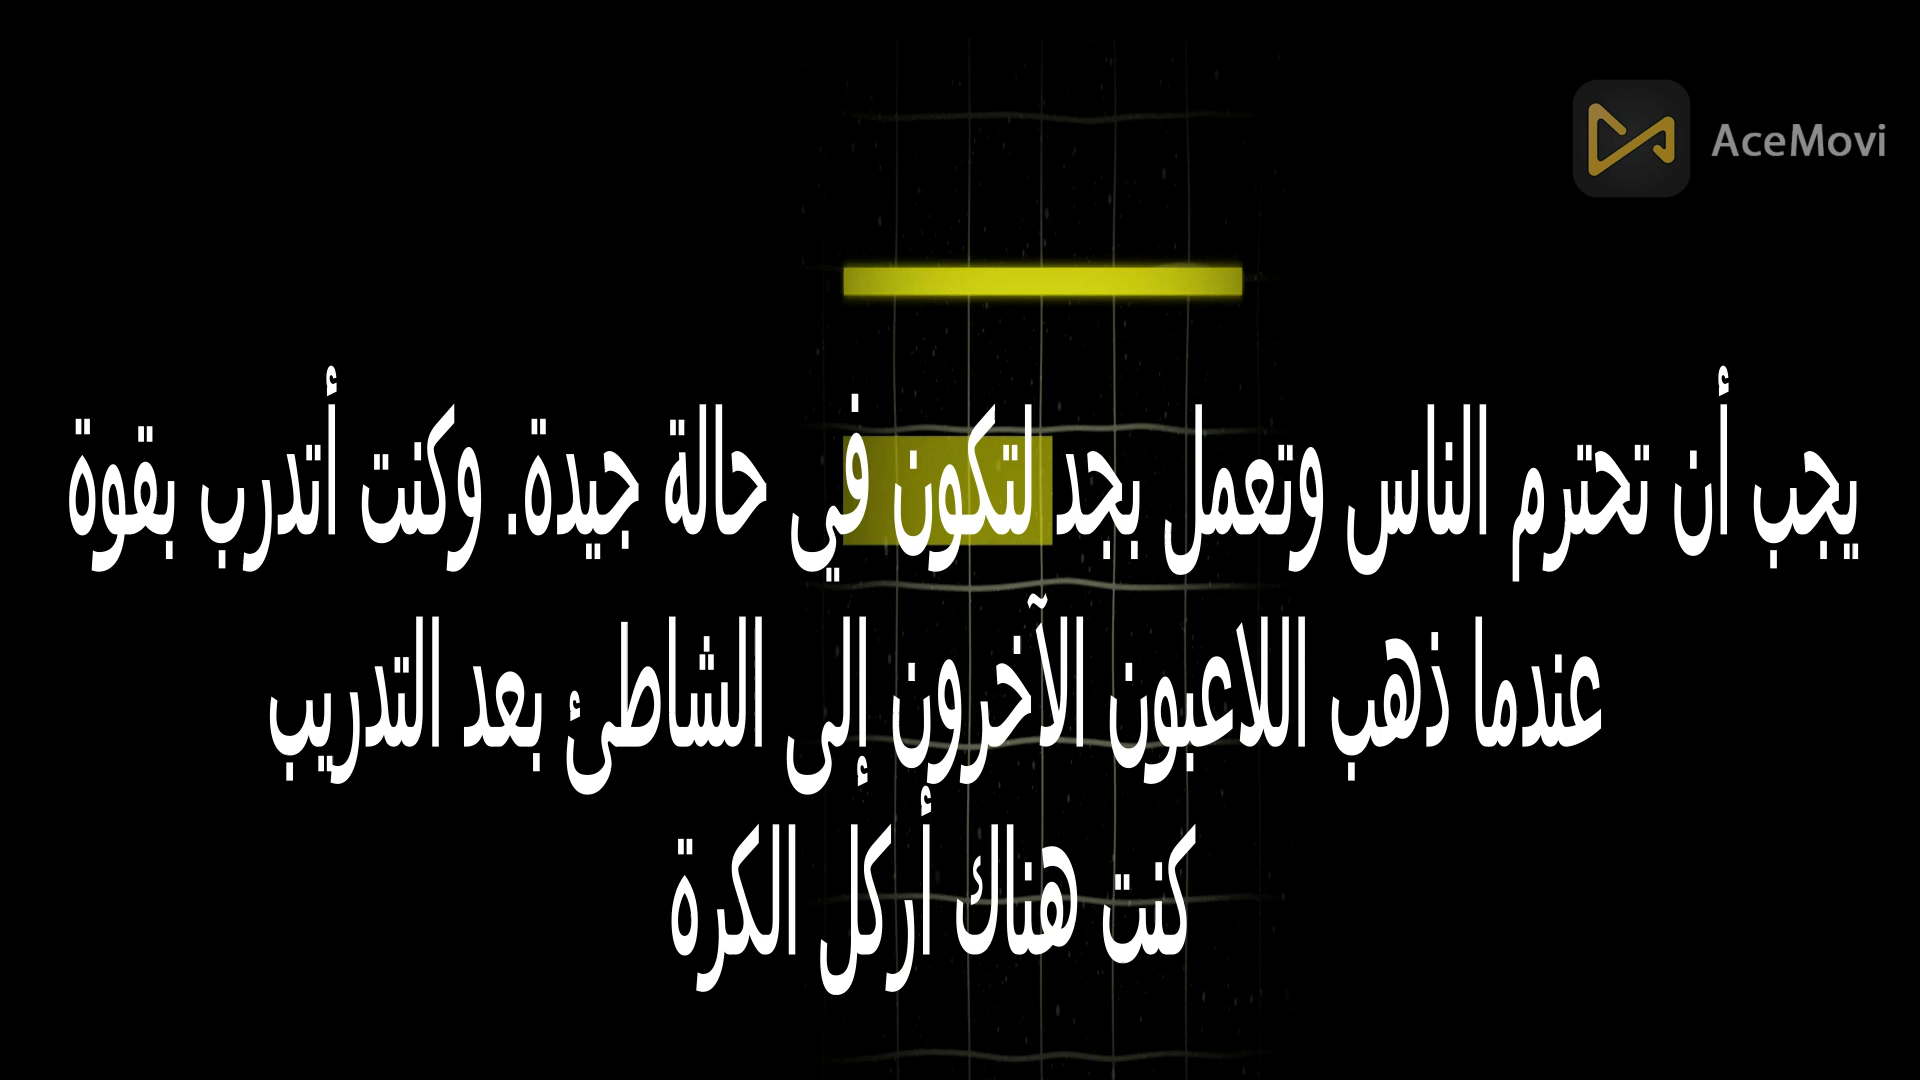 AceMovi
يجب أن تحترم الناس وتعمل بجد لتكون في حالة جيدة. وكنت أتدرب بقوة
عندما ذهب اللاعبون الآخرون إلى الشاطئ بعد التدريب
كنت هناك أركل الكرة